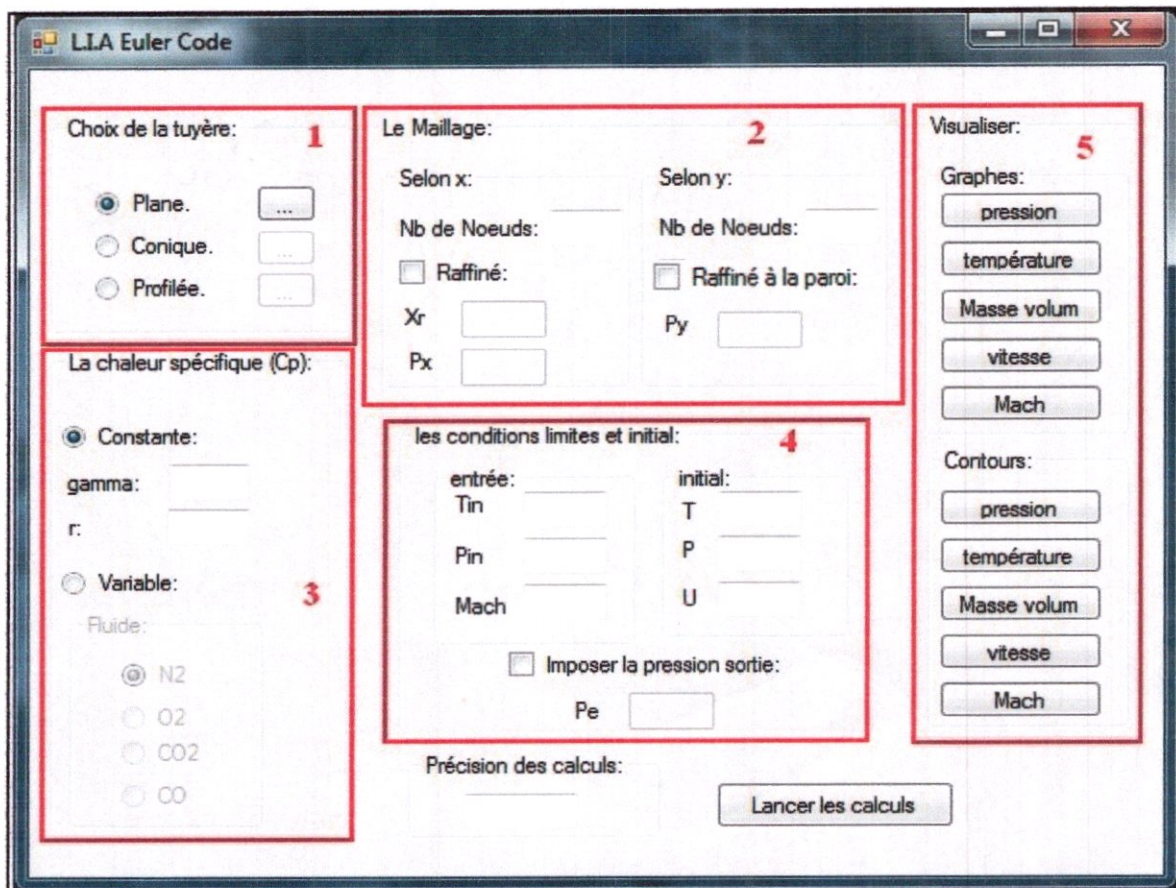 L.I.A Euler Code
Choix de la tuyère:
1
Plane.
...
Conique.
...
Profilée.
...
Le Maillage:
2
Selon x:
Nb de Noeuds:
Raffiné:
Xr
Px
Selon y:
Nb de Noeuds:
Raffiné à la paroi:
Py
La chaleur spécifique (Cp):
Constante:
gamma:
r:
Variable:
3
Fluide:
N2
O2
CO2
CO
les conditions limites et initial:
4
entrée:
Tin
Pin
Mach
initial:
T
P
U
Imposer la pression sortie:
Pe
Précision des calculs:
Lancer les calculs
Visualiser:
5
Graphes:
pression
température
Masse volum
vitesse
Mach
Contours:
pression
température
Masse volum
vitesse
Mach